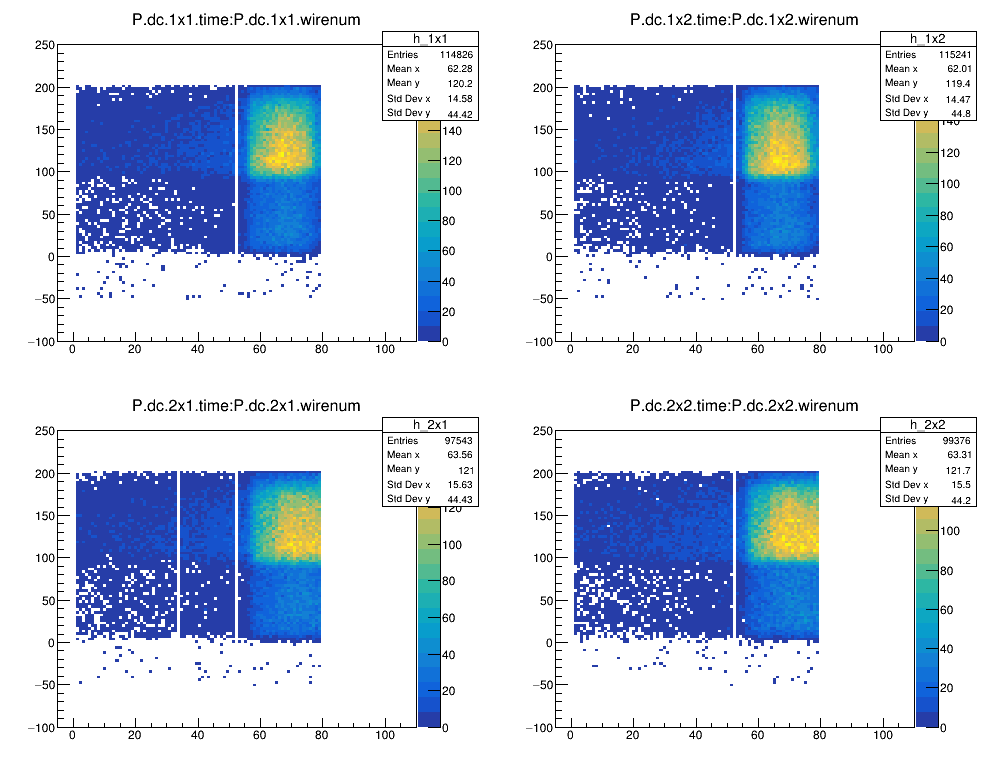 P.dc.1x1.time:P.dc.1x1.wirenum
h_1x1
Entries 114826
Mean x 62.28
Mean y 120.2
Std Dev x 14.58
Std Dev y 44.42
250
200
150
100
50
0
−50
−100
0 20 40 60 80 100
140
120
100
80
60
40
20
0
P.dc.1x2.time:P.dc.1x2.wirenum
h_1x2
Entries 115241
Mean x 62.01
Mean y 119.4
Std Dev x 14.47
Std Dev y 44.8
250
200
150
100
50
0
−50
−100
0 20 40 60 80 100
140
120
100
80
60
40
20
0
P.dc.2x1.time:P.dc.2x1.wirenum
h_2x1
Entries 97543
Mean x 63.56
Mean y 121
Std Dev x 15.63
Std Dev y 44.43
250
200
150
100
50
0
−50
−100
0 20 40 60 80 100
120
100
80
60
40
20
0
P.dc.2x2.time:P.dc.2x2.wirenum
h_2x2
Entries 99376
Mean x 63.31
Mean y 121.7
Std Dev x 15.5
Std Dev y 44.2
250
200
150
100
50
0
−50
−100
0 20 40 60 80 100
100
80
60
40
20
0